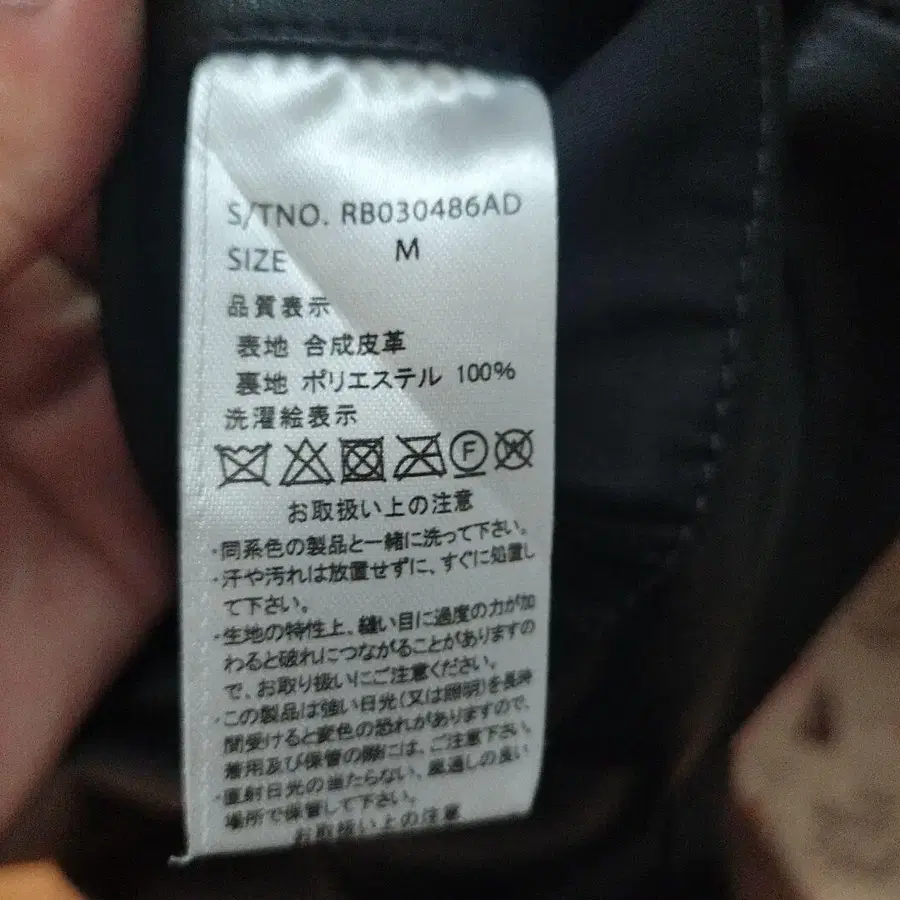 S/TNO. RB030486AD
SIZE M
品質表示
表地 合成皮革
裏地 ポリエステル 100%
洗濯絵表示
F
お取扱い上の注意
・同系色の製品と一緒に洗って下さい。
・汗や汚れは放置せずに、すぐに処置し
て下さい。
・生地の特性上、縫い目に過度の力が加
わると破れにつながることがありますの
で、お取り扱いにご注意ください。
・この製品は強い日光(又は照明)を長時
間受けると変色の恐れがありますので、
着用及び保管の際には、ご注意下さい。
・直射日光の当たらない、風通しの良い
場所で保管して下さい。
お取扱い上の注意